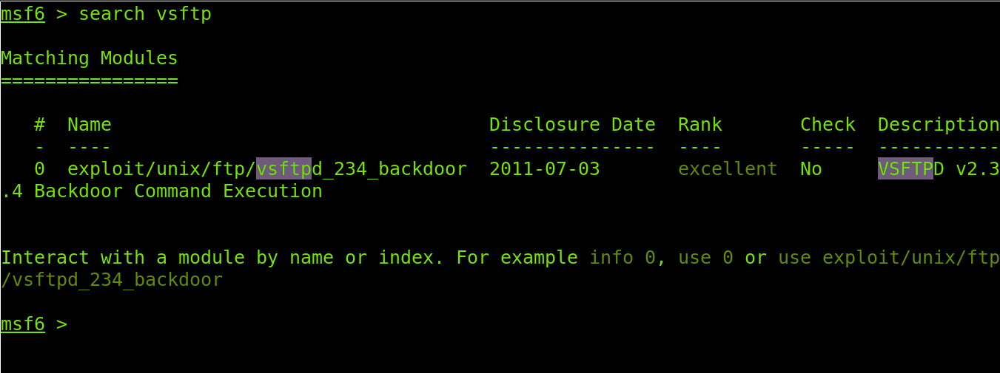 msf6 > search vsftp
Matching Modules
================
# Name Disclosure Date Rank Check Description
- ---- --------------- ---- ----- -----------
0 exploit/unix/ftp/vsftpd_234_backdoor 2011-07-03 excellent No VSFTPD v2.3
.4 Backdoor Command Execution
Interact with a module by name or index. For example info 0, use 0 or use exploit/unix/ftp
/vsftpd_234_backdoor
msf6 >